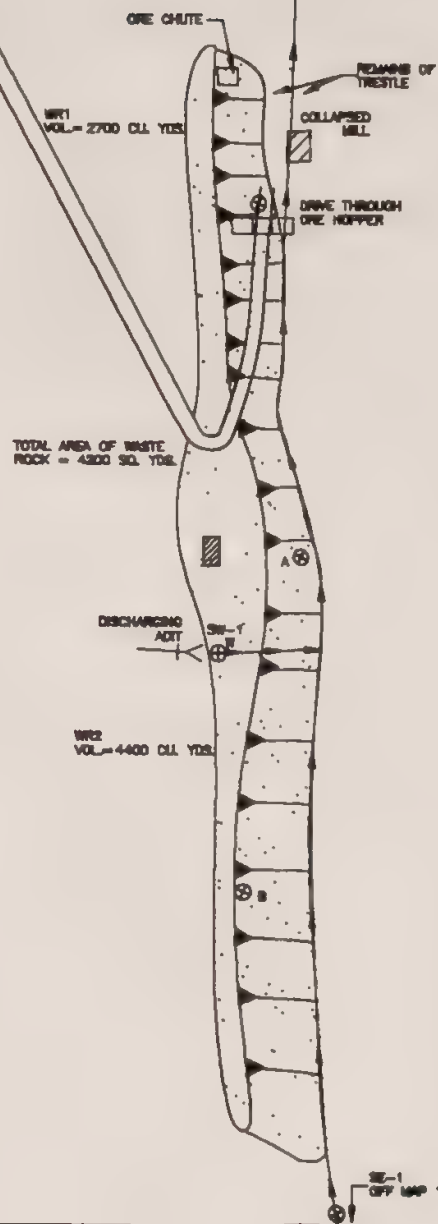 ORE CHUTE
REMAINS OF
TRESTLE
WR1
VOL.= 2700 CU. YDS.
COLLAPSED
MILL
DRIVE THROUGH
ORE HOPPER
TOTAL AREA OF WASTE
ROCK = 4200 SQ. YDS.
A
DISCHARGING
ADIT
SW-1
W
WR2
VOL.= 4400 CU. YDS.
B
SE-1
OFF MAP